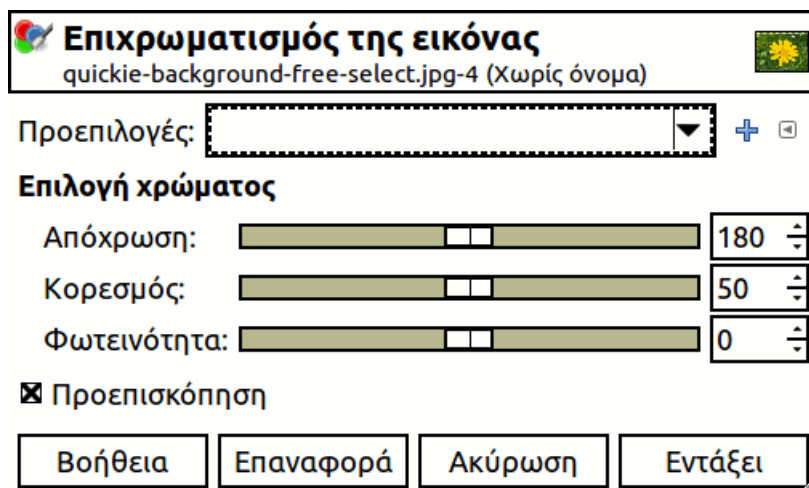 Επιχρωματισμός της εικόνας
quickie-background-free-select.jpg-4 (Χωρίς όνομα)
Προεπιλογές:
Επιλογή χρώματος
Απόχρωση: 180
Κορεσμός: 50
Φωτεινότητα: 0
Προεπισκόπηση
Βοήθεια Επαναφορά Ακύρωση Εντάξει